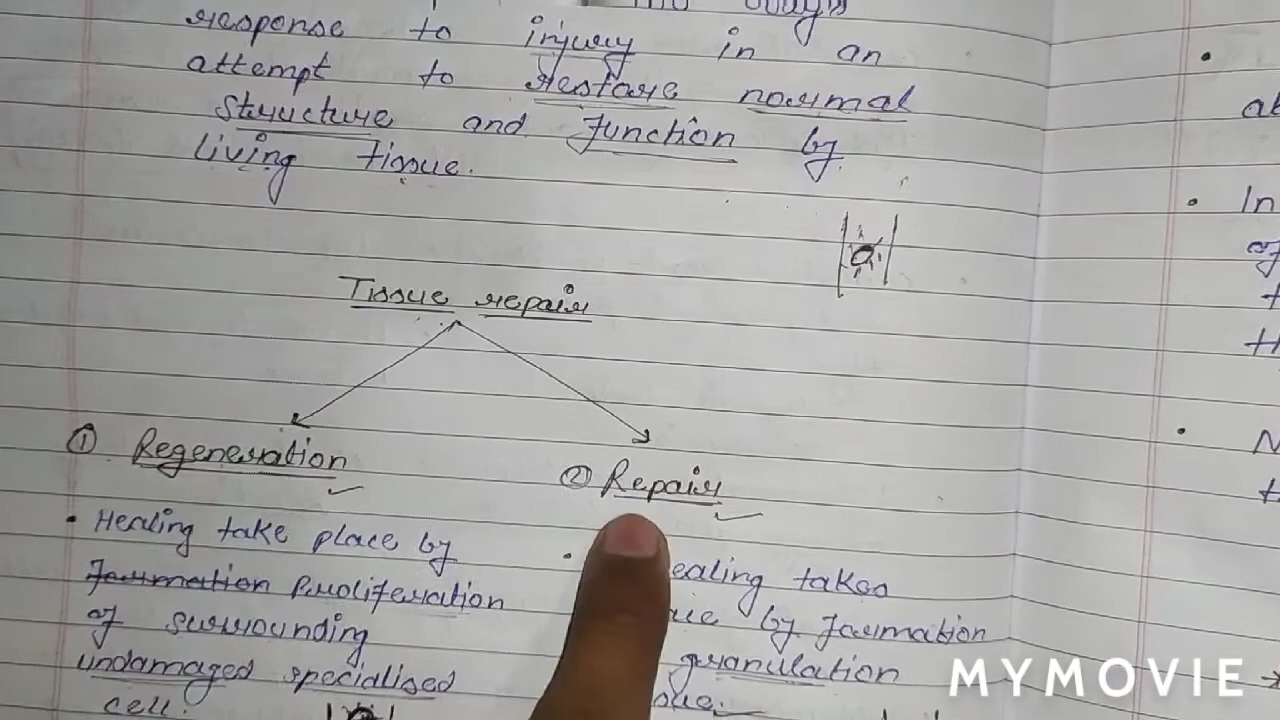 response to injury in an
attempt to restore normal
structure and function by
living tissue.
Tissue repair
① Regeneration
② Repair
• Healing take place by
formation Proliferation
of surrounding
undamaged specialised
cell.
• ealing takes
by formation
granulation
In
MYMOVIE